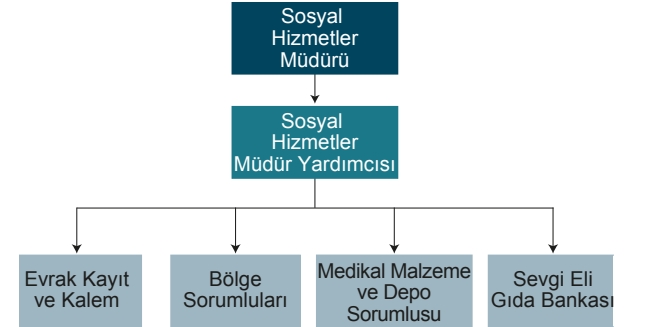 Sosyal
Hizmetler
Müdürü
Sosyal
Hizmetler
Müdür Yardımcısı
Evrak Kayıt
ve Kalem
Bölge
Sorumluları
Medikal Malzeme
ve Depo
Sorumlusu
Sevgi Eli
Gıda Bankası